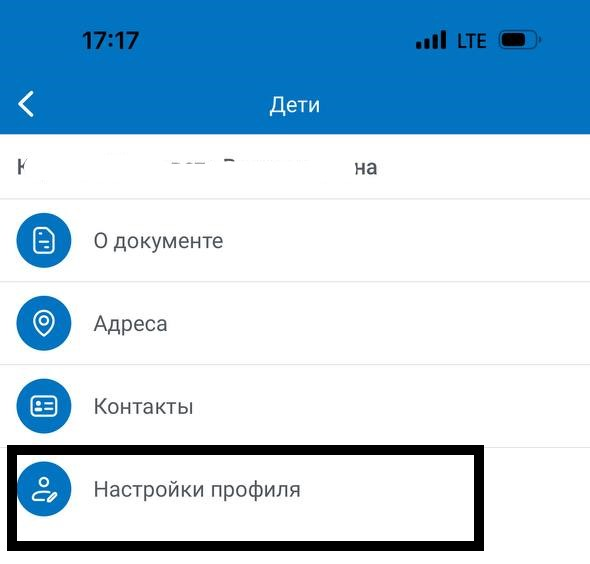 17:17 LTE
Дети
О документе
Адреса
Контакты
Настройки профиля